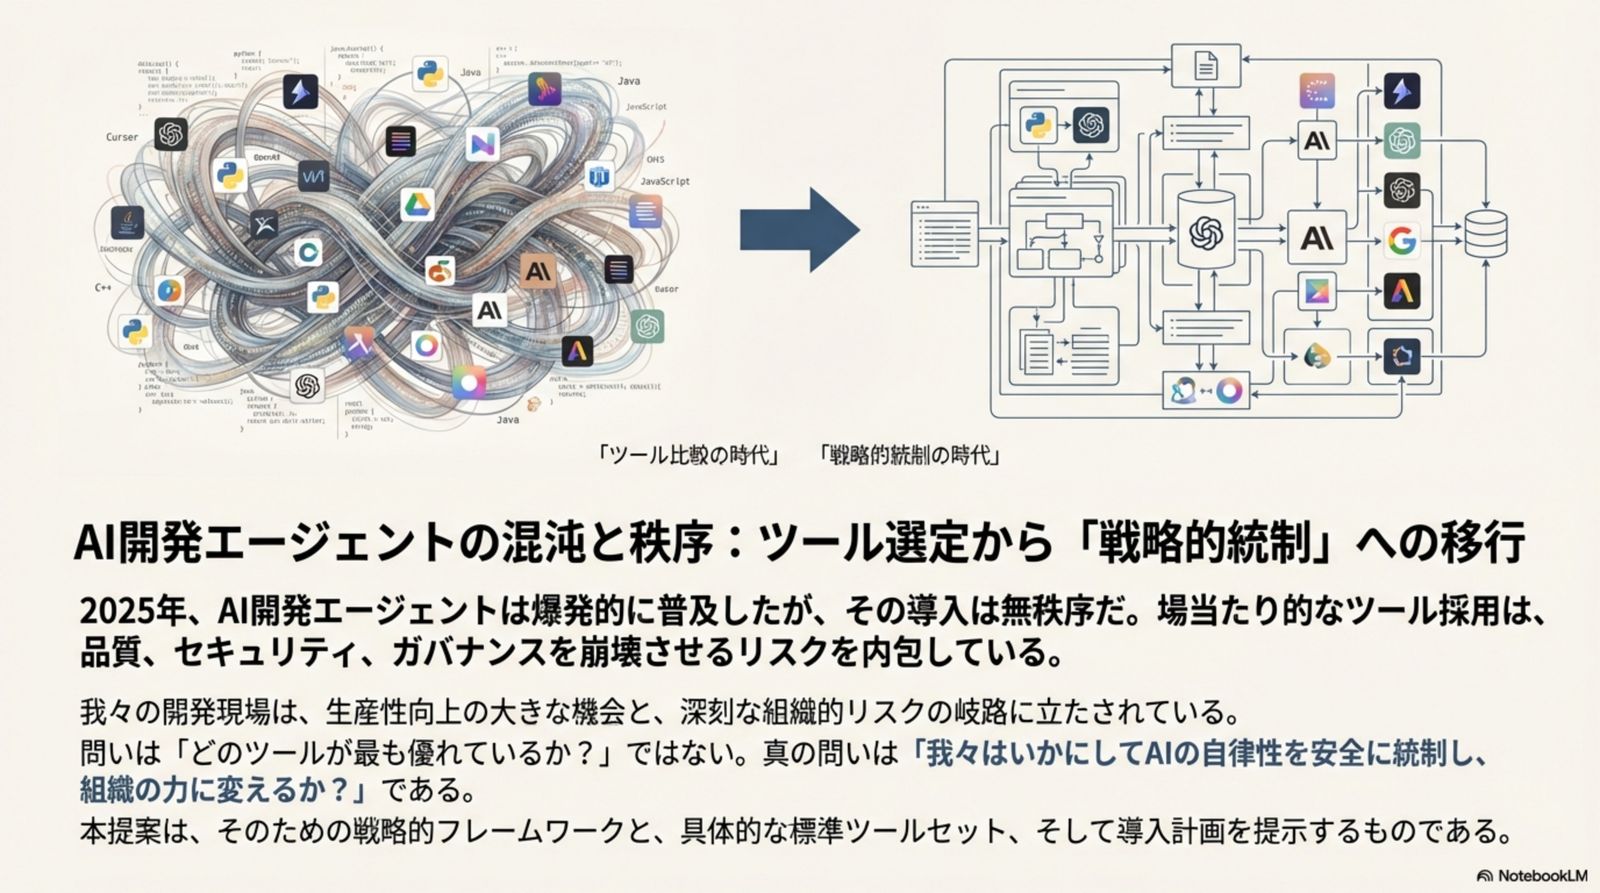 Java
Java
JavaScript
Curser
OpenAI
OHS
JavaScript
C++
Java
「ツール比較の時代」 「戦略的統制の時代」
AI開発エージェントの混沌と秩序：ツール選定から「戦略的統制」への移行
2025年、AI開発エージェントは爆発的に普及したが、その導入は無秩序だ。場当たり的なツール採用は、
品質、セキュリティ、ガバナンスを崩壊させるリスクを内包している。
我々の開発現場は、生産性向上の大きな機会と、深刻な組織的リスクの岐路に立たされている。
問いは「どのツールが最も優れているか？」ではない。真の問いは「我々はいかにしてAIの自律性を安全に統制し、
組織の力に変えるか？」である。
本提案は、そのための戦略的フレームワークと、具体的な標準ツールセット、そして導入計画を提示するものである。
NotebookLM